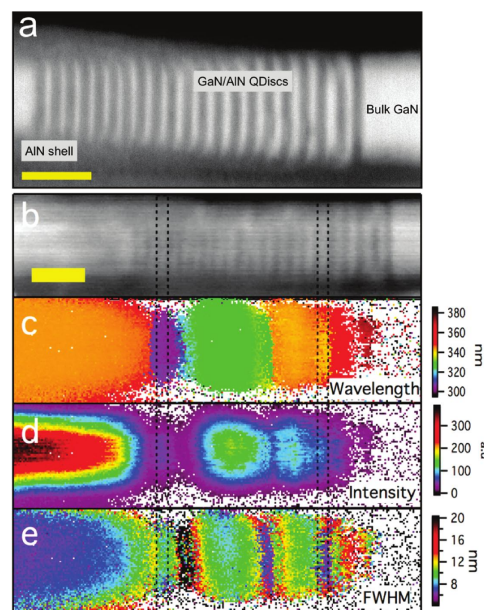 a
GaN/AlN QDiscs
Bulk GaN
AlN shell
b
c
Wavelength
380
360
340
320
300
nm
d
Intensity
300
200
100
0
e
FWHM
20
16
12
8
4
nm